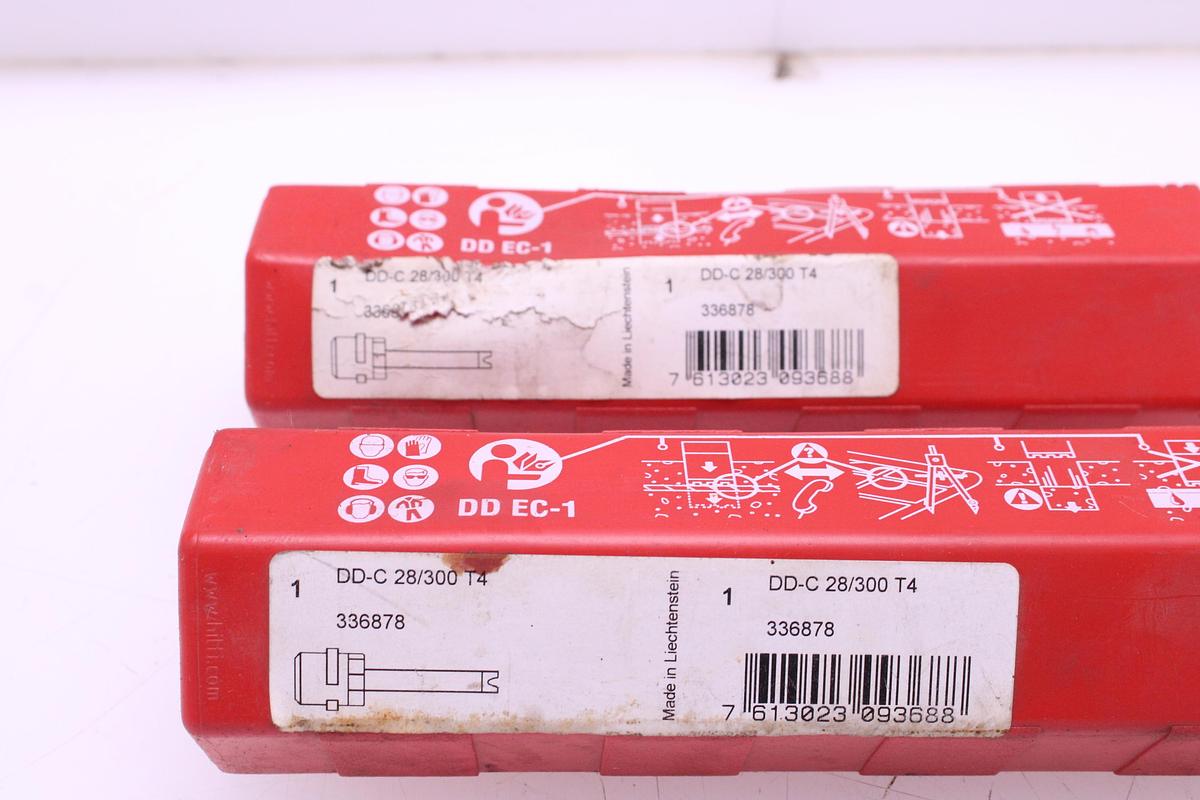 DD EC-1
1 DD-C 28/300 T4
Made in Liechtenstein
1 DD-C 28/300 T4
336878
7 613023 093688
DD EC-1
www.hilti.com
1 DD-C 28/300 T4
336878
Made in Liechtenstein
1 DD-C 28/300 T4
336878
7 613023 093688